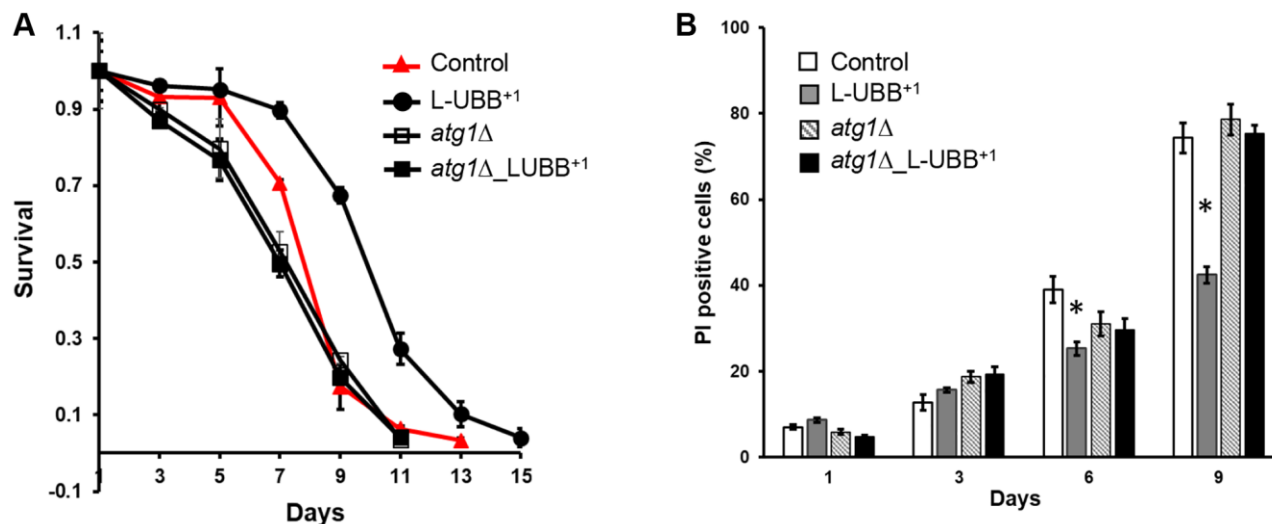 A
1.1
0.9
0.7
0.5
0.3
0.1
-0.1
Survival
1 3 5 7 9 11 13 15
Days
Control
L-UBB+1
atg1Δ
atg1Δ_LUBB+1
B
100
80
60
40
20
0
PI positive cells (%)
1 3 6 9
Days
Control
L-UBB+1
atg1Δ
atg1Δ_L-UBB+1
*
*